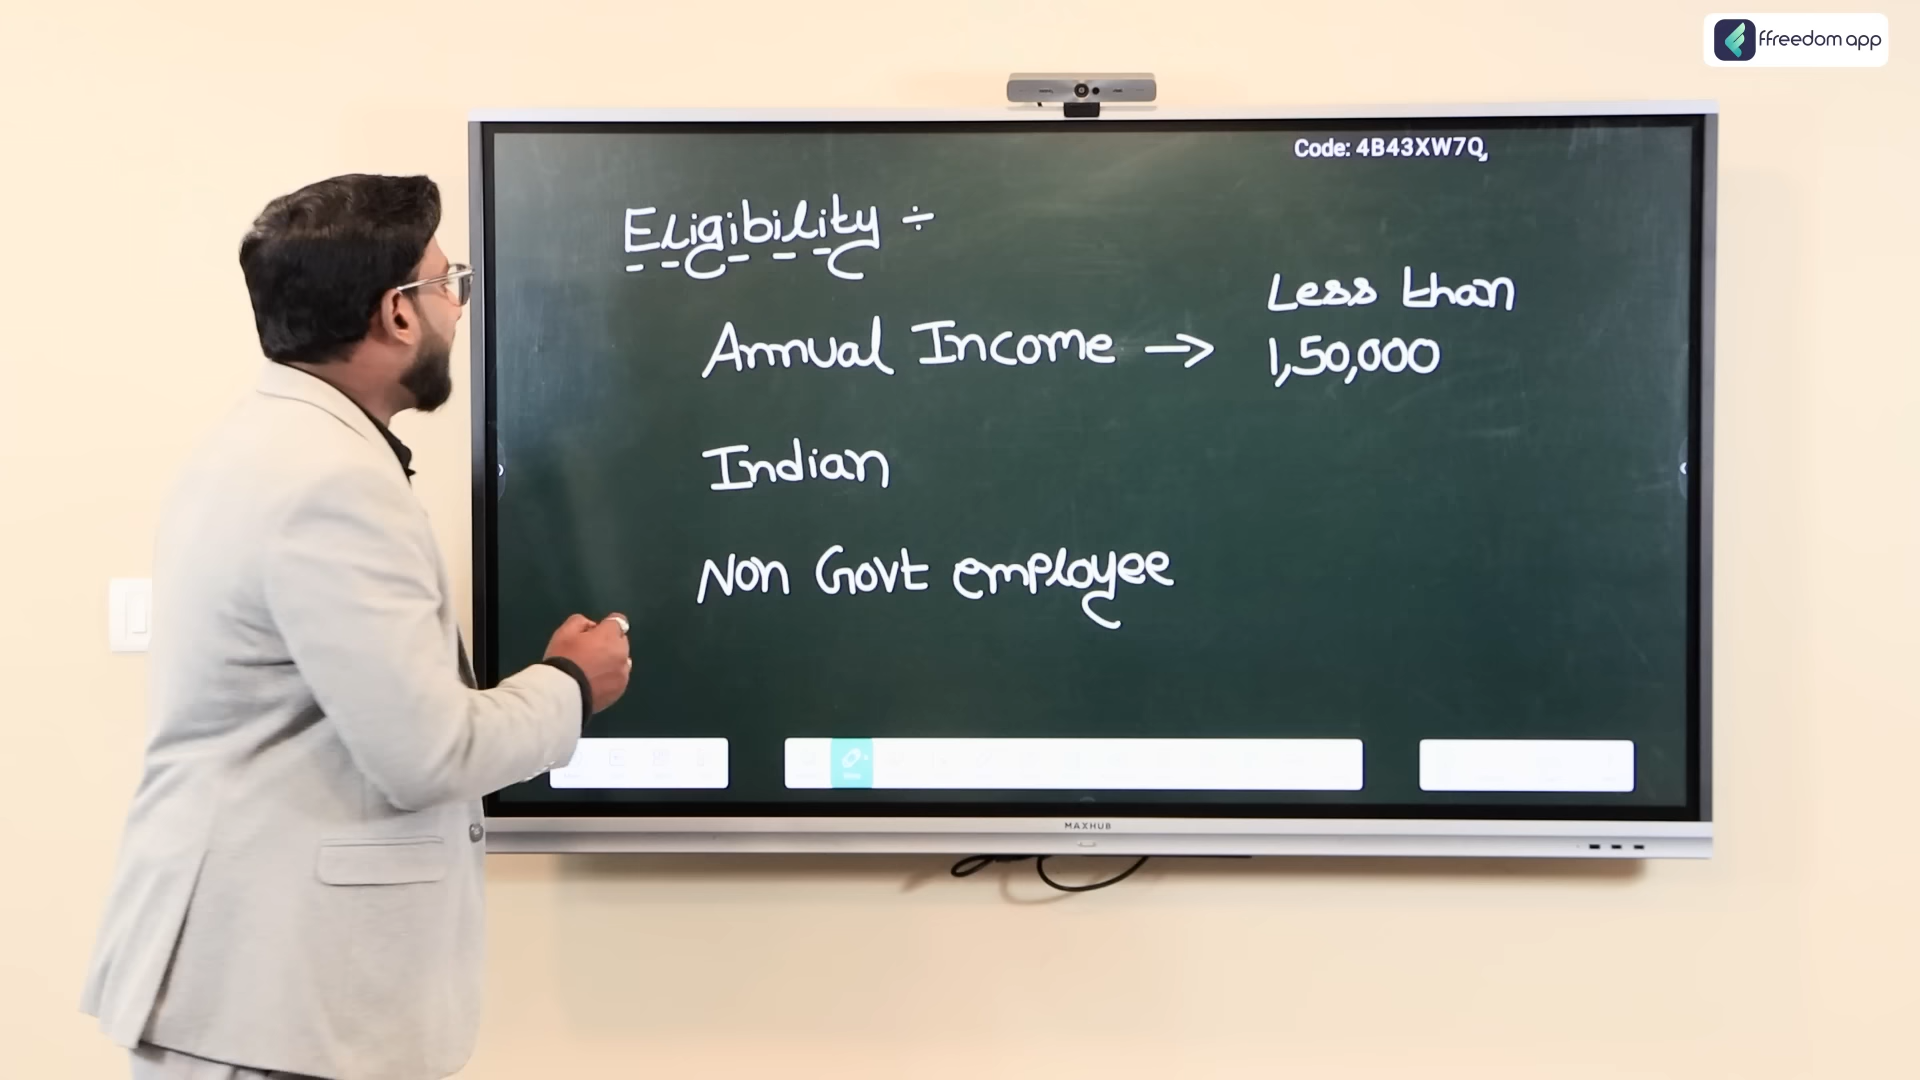 ffreedom app
Code: 4B43XW7Q
Eligibility ÷
Less than
Annual Income → 1,50,000
Indian
Non Govt employee
MAXHUB